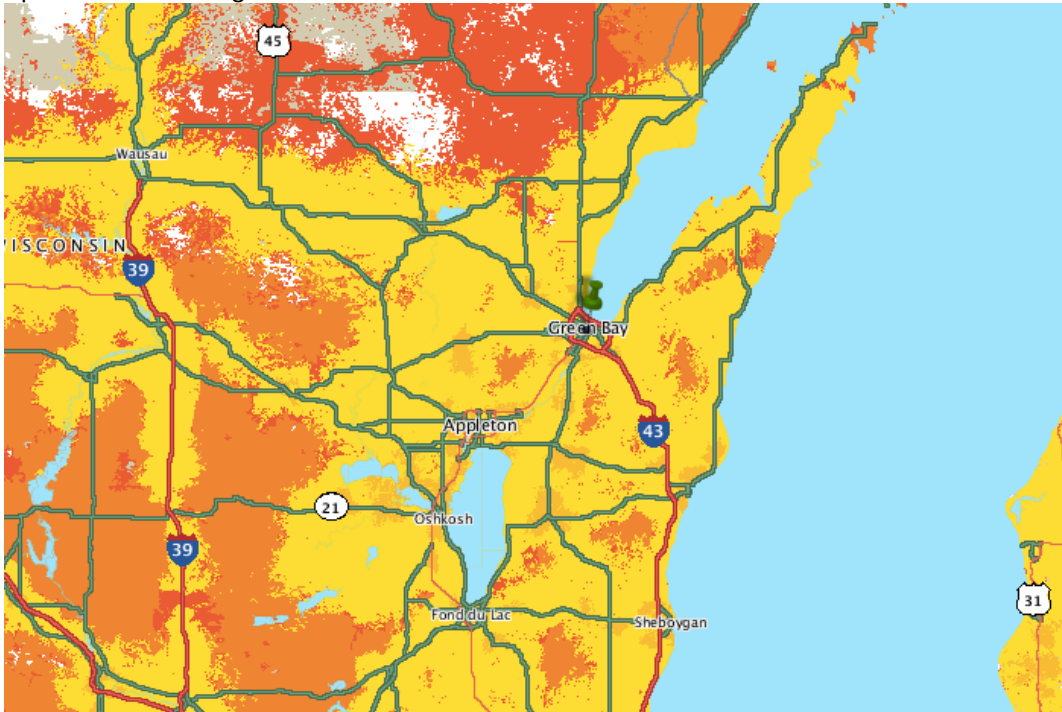 45
Wausau
WISCONSIN
39
Green Bay
Appleton
43
21
Oshkosh
39
31
Fond du Lac
Sheboygan